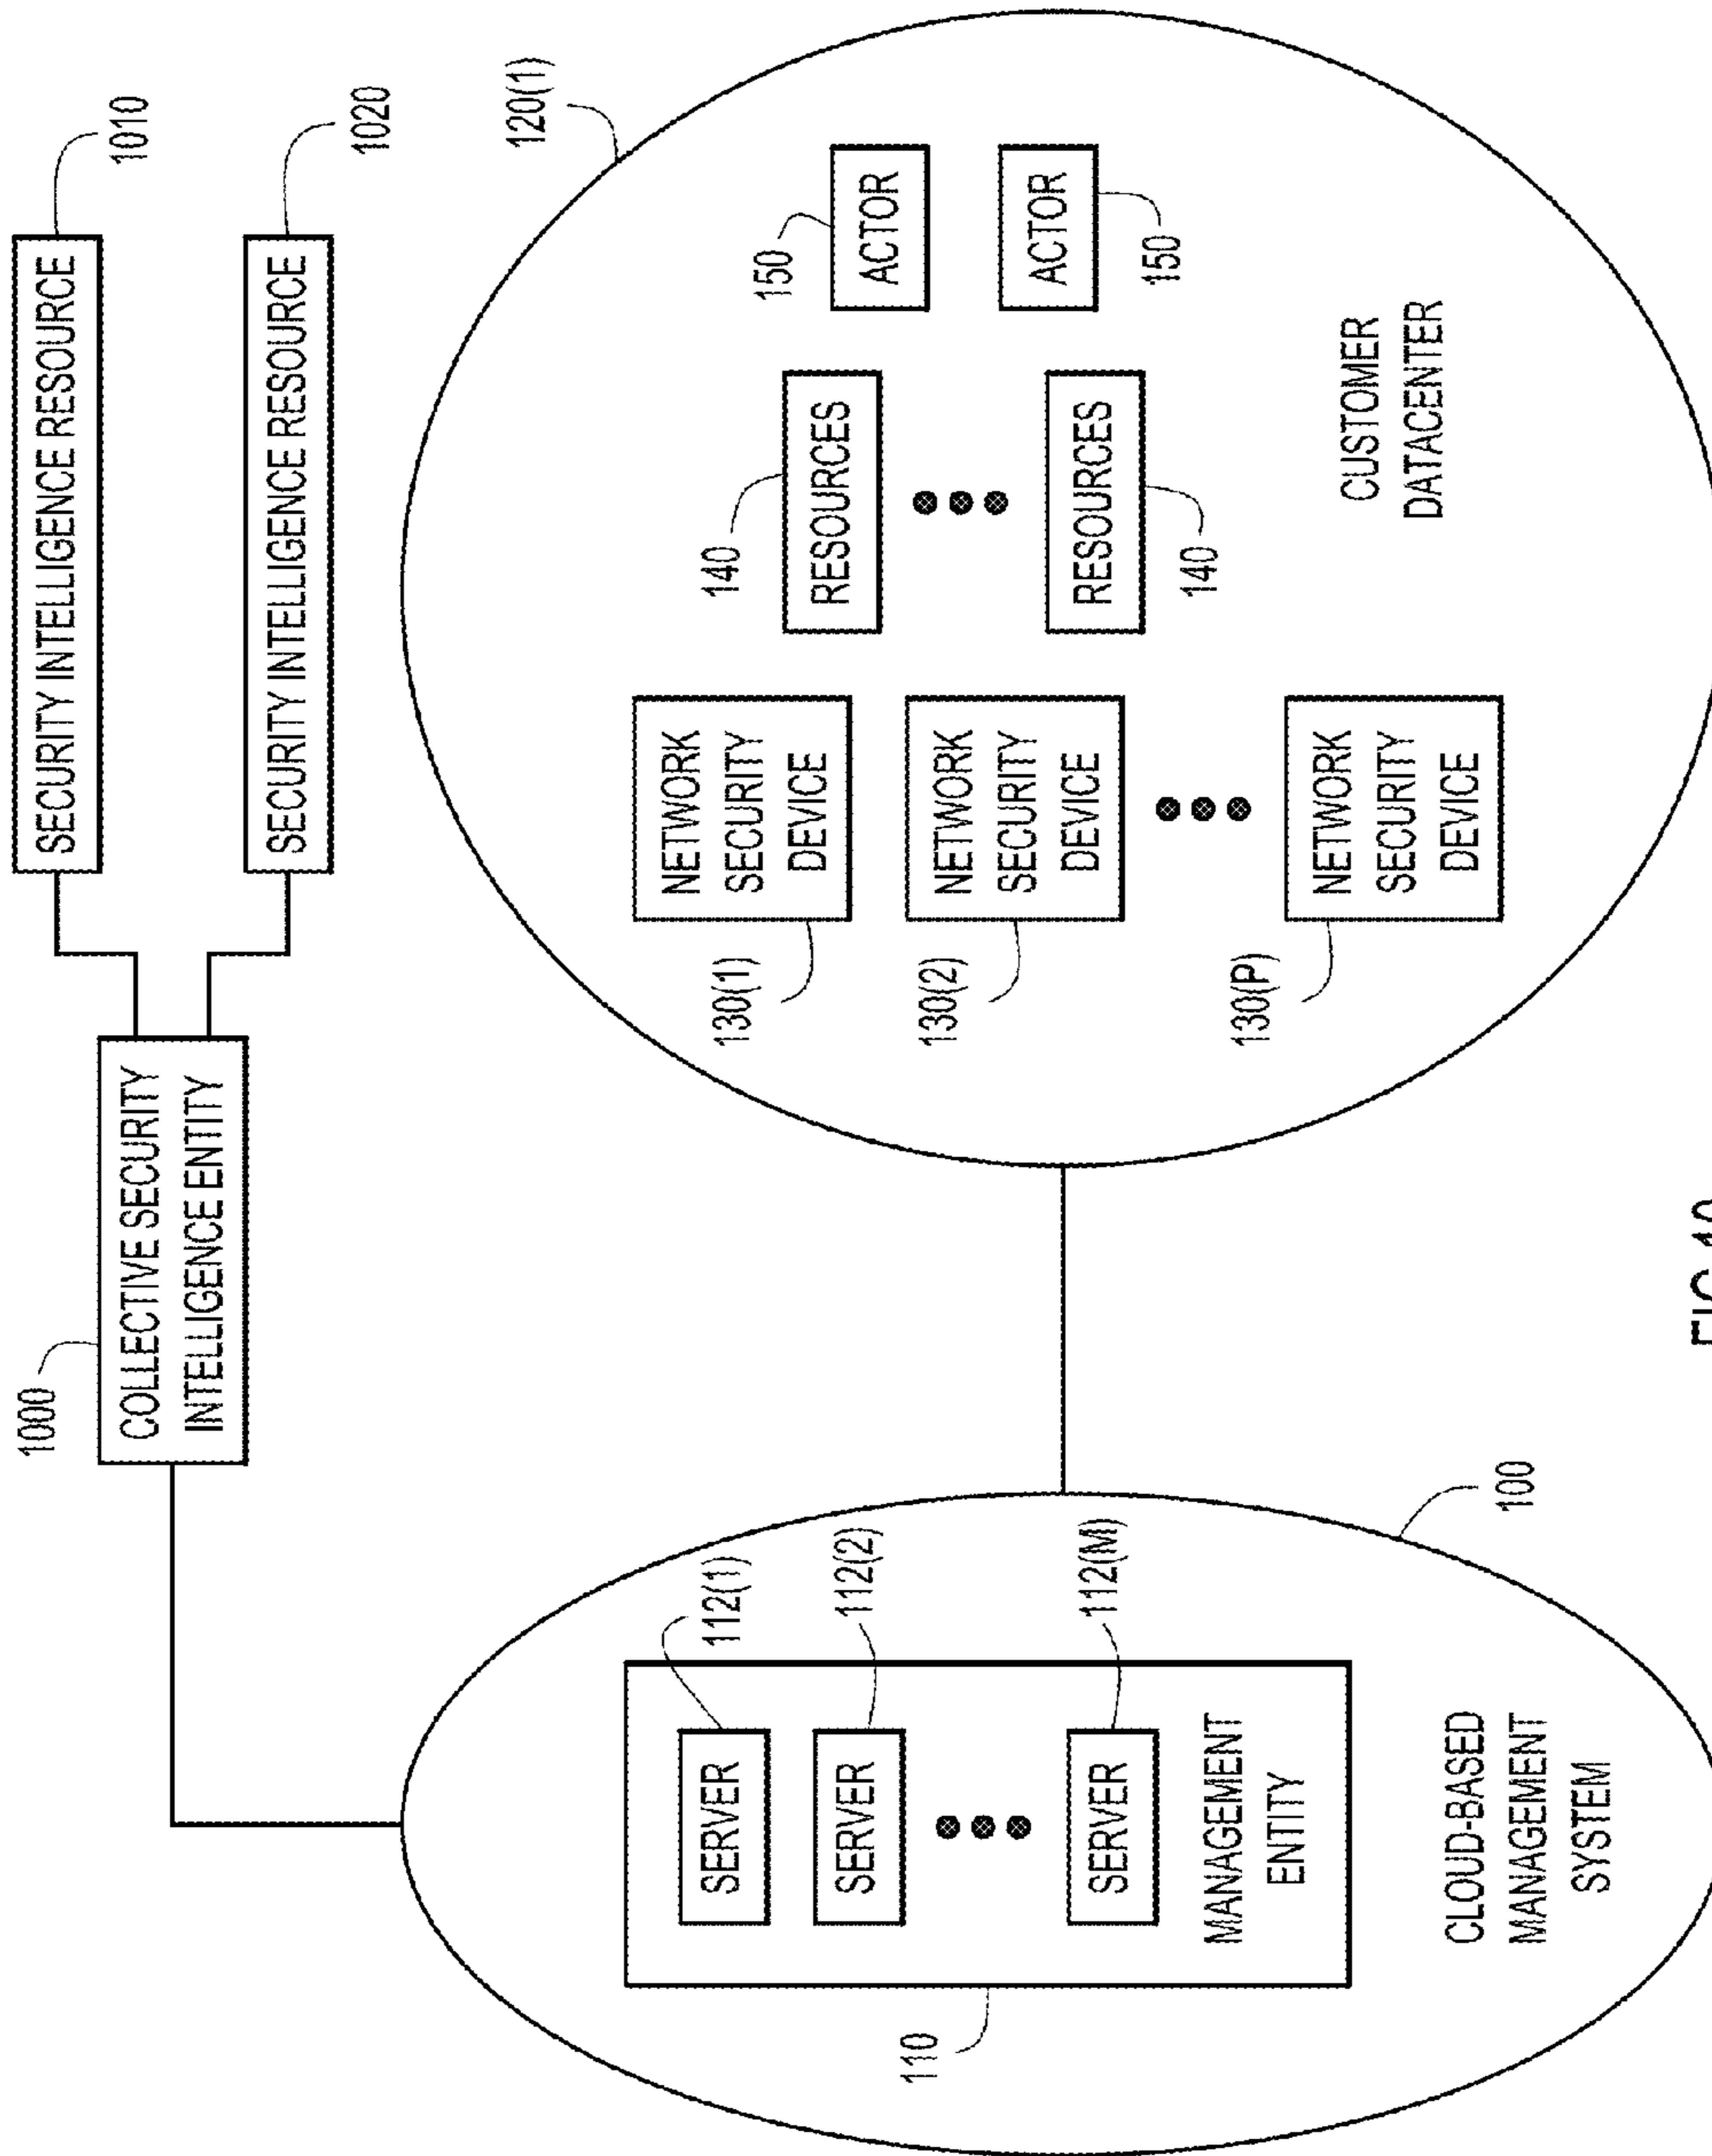 1000
COLLECTIVE SECURITY
INTELLIGENCE ENTITY
SECURITY INTELLIGENCE RESOURCE
1010
SECURITY INTELLIGENCE RESOURCE
1020
112(1)
SERVER
112(2)
SERVER
112(M)
SERVER
MANAGEMENT
ENTITY
110
CLOUD-BASED
MANAGEMENT
SYSTEM
100
120(1)
130(1)
NETWORK
SECURITY
DEVICE
130(2)
NETWORK
SECURITY
DEVICE
130(P)
NETWORK
SECURITY
DEVICE
140
RESOURCES
RESOURCES
140
150
ACTOR
ACTOR
150
CUSTOMER
DATACENTER